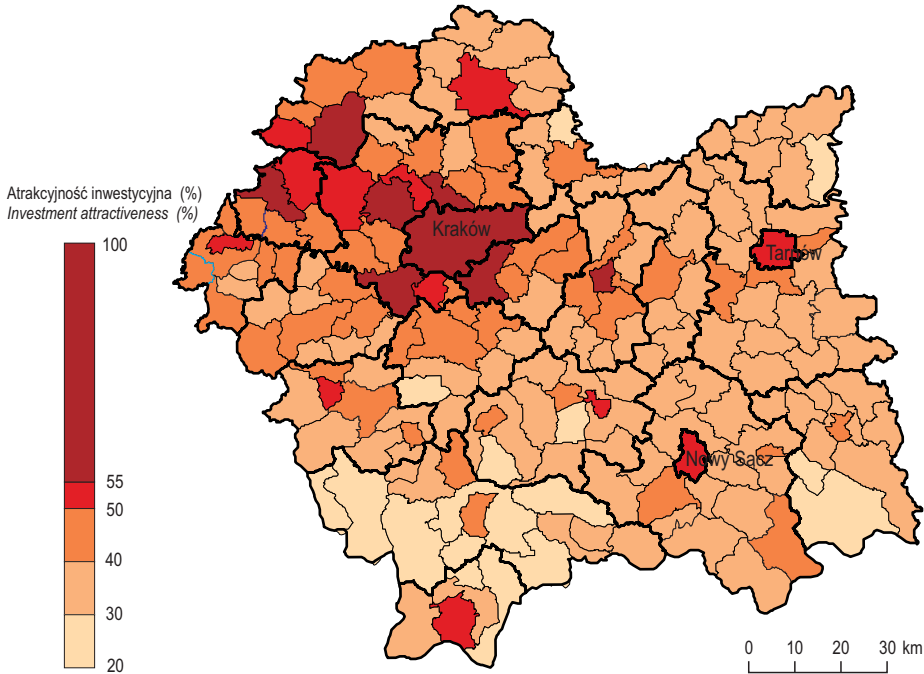 Atrakcyjność inwestycyjna (%)
Investment attractiveness (%)
100
55
50
40
30
20
Kraków
Tarnów
Nowy Sącz
0 10 20 30 km